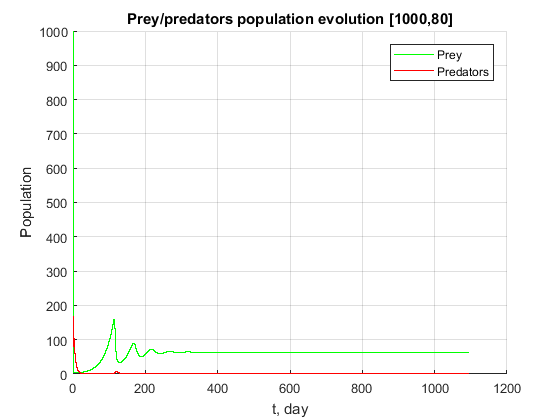 Prey/predators population evolution [1000,80]
1000
900
800
700
600
500
400
300
200
100
0
Population
Prey
Predators
0 200 400 600 800 1000 1200
t, day